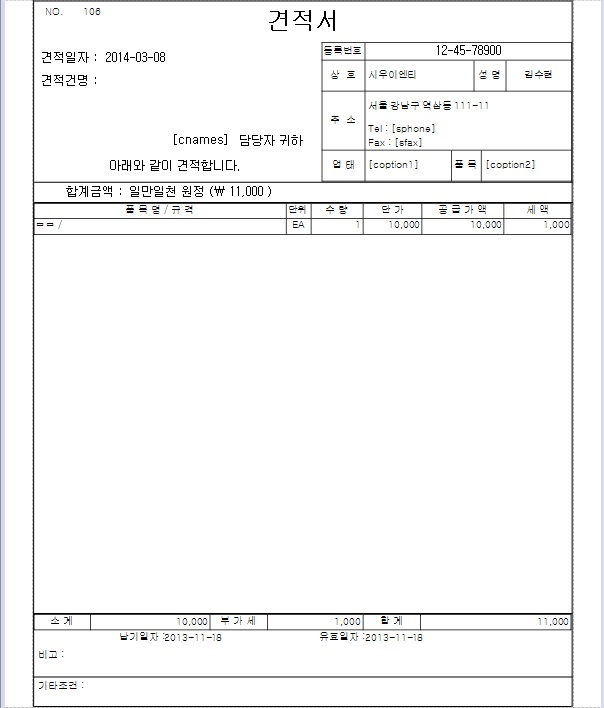 NO. 106
견적서
견적일자 : 2014-03-08
견적건명 :
[cnames] 담당자 귀하
아래와 같이 견적합니다.
등록번호 12-45-78900
상 호 시우이엔티 성 명 김수련
주 소 서울 강남구 역삼동 111-11
Tel : [sphone]
Fax : [sfax]
업 태 [coption1] 품 목 [coption2]
합계금액 : 일만일천 원정 (₩ 11,000 )
품 목 명 / 규 격 단위 수 량 단 가 공 급 가 액 세 액
ㅁㅁ / EA 1 10,000 10,000 1,000
소 계 10,000 부 가 세 1,000 합 계 11,000
납기일자 :2013-11-18 유효일자 :2013-11-18
비고 :
기타조건 :